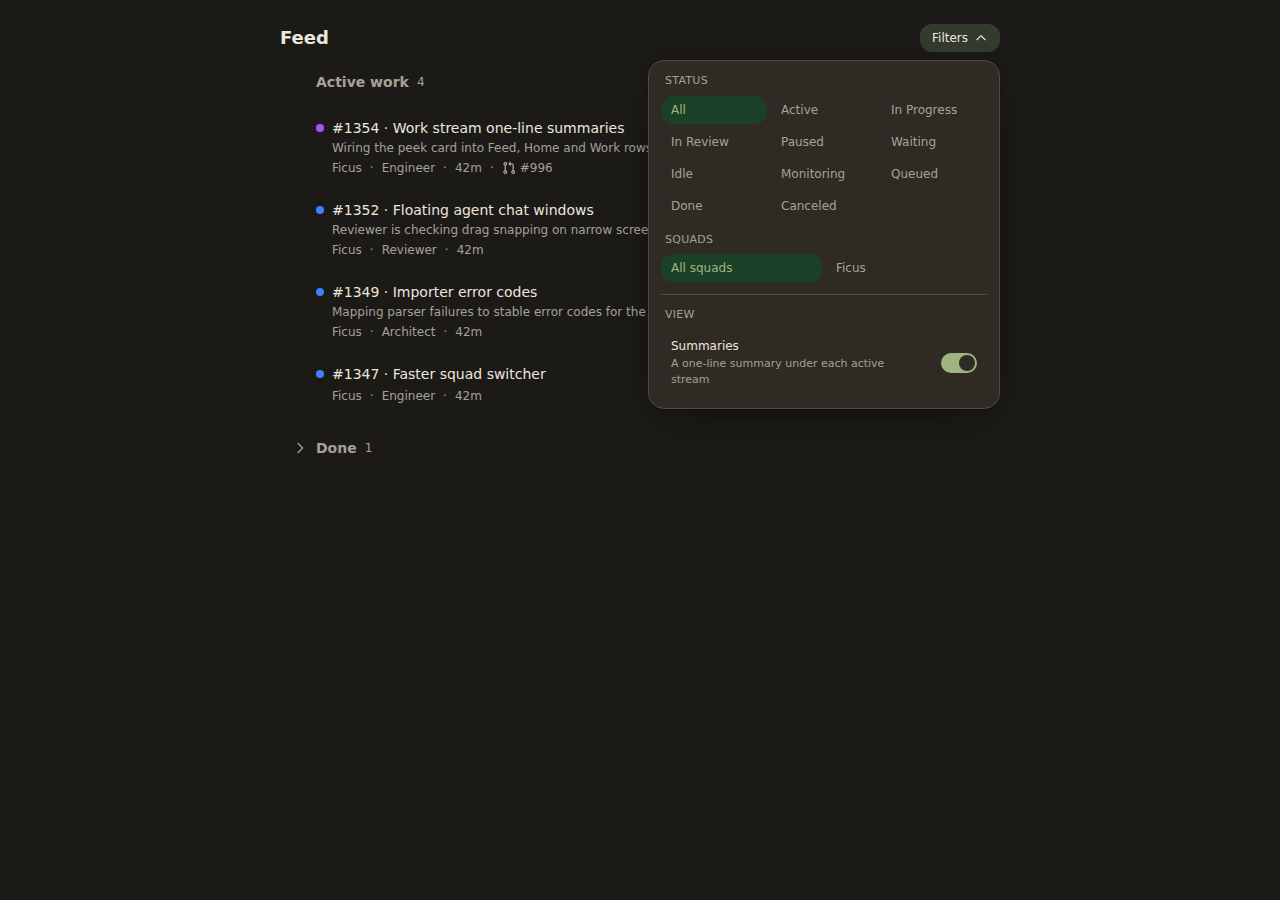 Feed
Filters
Active work 4
#1354 · Work stream one-line summaries
Wiring the peek card into Feed, Home and Work rows
Ficus · Engineer · 42m · #996
#1352 · Floating agent chat windows
Reviewer is checking drag snapping on narrow scree
Ficus · Reviewer · 42m
#1349 · Importer error codes
Mapping parser failures to stable error codes for the
Ficus · Architect · 42m
#1347 · Faster squad switcher
Ficus · Engineer · 42m
Done 1
STATUS
All Active In Progress
In Review Paused Waiting
Idle Monitoring Queued
Done Canceled
SQUADS
All squads Ficus
VIEW
Summaries
A one-line summary under each active
stream